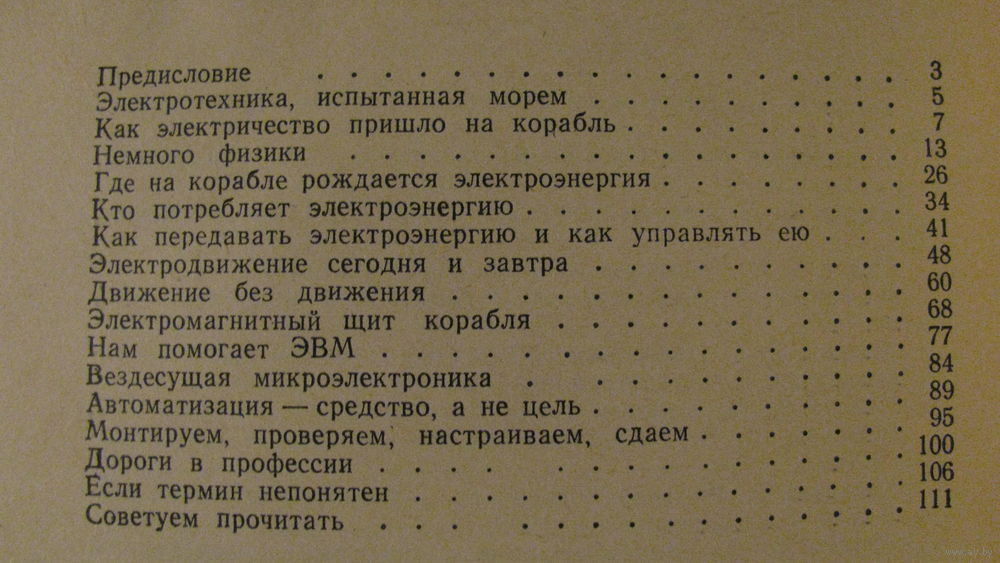 Предисловие . . . . . . . . . . . . . . . . . . 3
Электротехника, испытанная морем . . . . . . . . . . 5
Как электричество пришло на корабль . . . . . . . . . 7
Немного физики . . . . . . . . . . . . . . . . 13
Где на корабле рождается электроэнергия . . . . . . . . 26
Кто потребляет электроэнергию . . . . . . . . . . . . 34
Как передавать электроэнергию и как управлять ею . . . 41
Электродвижение сегодня и завтра . . . . . . . . . . 48
Движение без движения . . . . . . . . . . . . . . 60
Электромагнитный щит корабля . . . . . . . . . . . 68
Нам помогает ЭВМ . . . . . . . . . . . . . . . . 77
Вездесущая микроэлектроника . . . . . . . . . . . 84
Автоматизация — средство, а не цель . . . . . . . . . . 89
Монтируем, проверяем, настраиваем, сдаем . . . . . . . 95
Дороги в профессии . . . . . . . . . . . . . . . 100
Если термин непонятен . . . . . . . . . . . . . . 106
Советуем прочитать . . . . . . . . . . . . . . . 111
www.ay.by